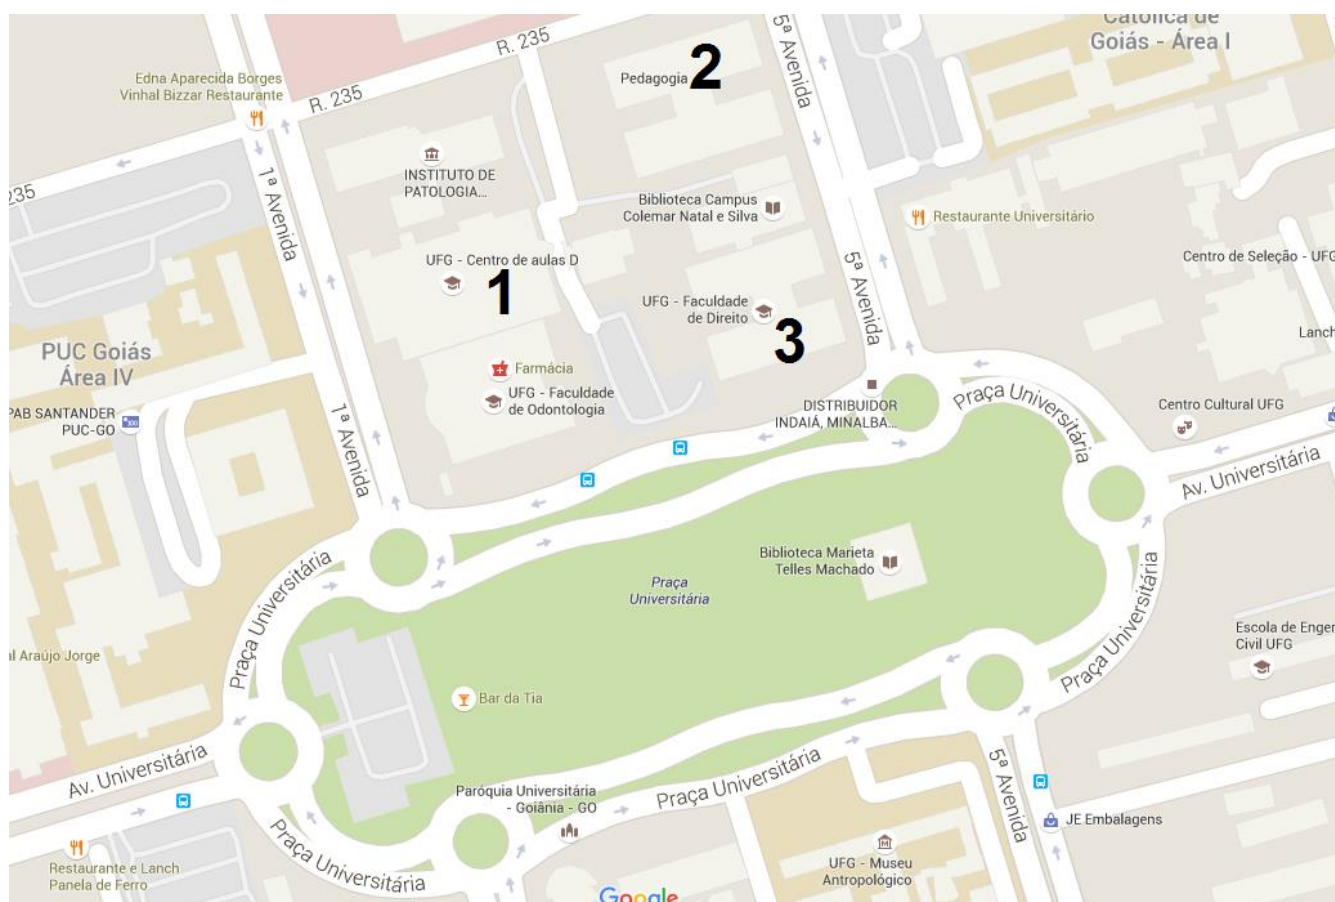 Católica de
Goiás - Área I
5ª Avenida
R. 235
2
Pedagogia
Edna Aparecida Borges
Vinhal Bizzar Restaurante
R. 235
235
INSTITUTO DE
PATOLOGIA...
1ª Avenida
Biblioteca Campus
Colemar Natal e Silva
Restaurante Universitário
UFG - Centro de aulas D
1
Centro de Seleção - UFG
5ª Avenida
UFG - Faculdade
de Direito
3
PUC Goiás
Área IV
Lanch
Farmácia
UFG - Faculdade
de Odontologia
PAB SANTANDER
PUC-GO
1ª Avenida
DISTRIBUIDOR
INDAIÁ, MINALBA...
Praça Universitária
Centro Cultural UFG
Av. Universitária
Biblioteca Marieta
Telles Machado
Praça
Universitária
Praça Universitária
Praça Universitária
Escola de Enger
Civil UFG
al Araújo Jorge
Bar da Tia
Av. Universitária
Paróquia Universitária
- Goiânia - GO
Praça Universitária
5ª Avenida
JE Embalagens
Praça Universitária
Restaurante e Lanch
Panela de Ferro
UFG - Museu
Antropológico
Google